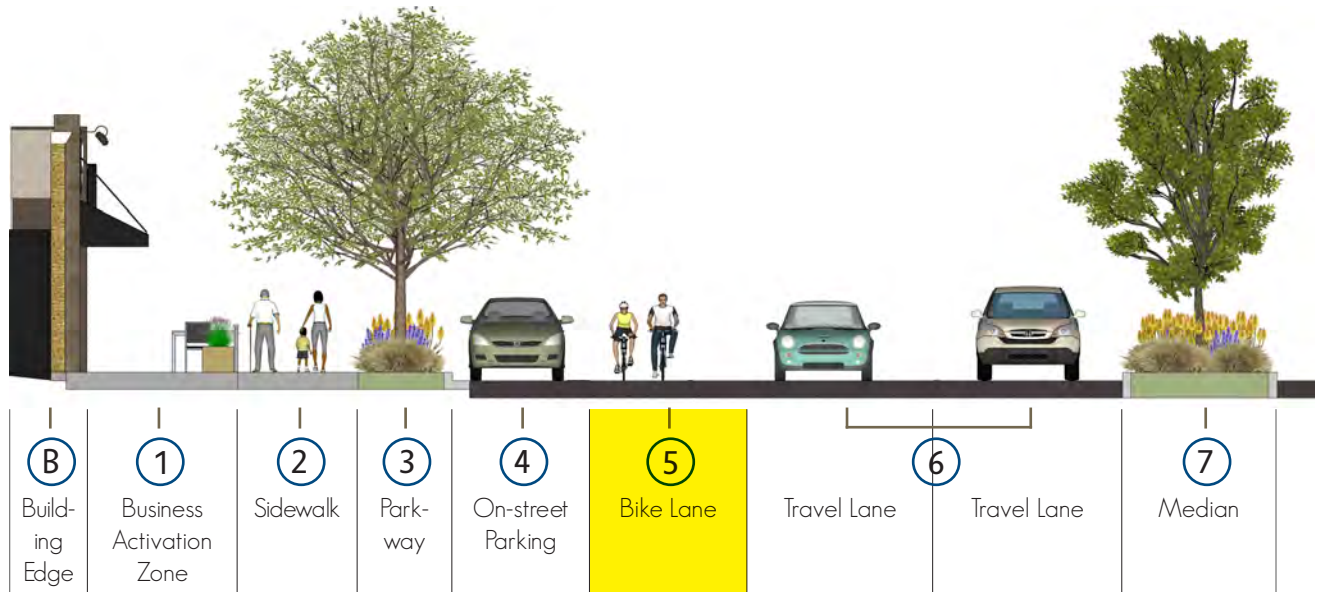 B
Build-
ing
Edge
1
Business
Activation
Zone
2
Sidewalk
3
Park-
way
4
On-street
Parking
5
Bike Lane
6
Travel Lane
Travel Lane
7
Median